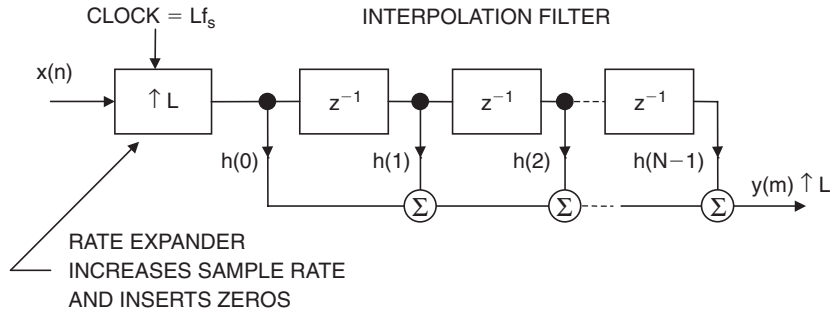 CLOCK = Lfs
INTERPOLATION FILTER
x(n)
↑ L
z−1
z−1
z−1
h(0)
h(1)
h(2)
h(N−1)
Σ
Σ
Σ
y(m) ↑ L
RATE EXPANDER
INCREASES SAMPLE RATE
AND INSERTS ZEROS